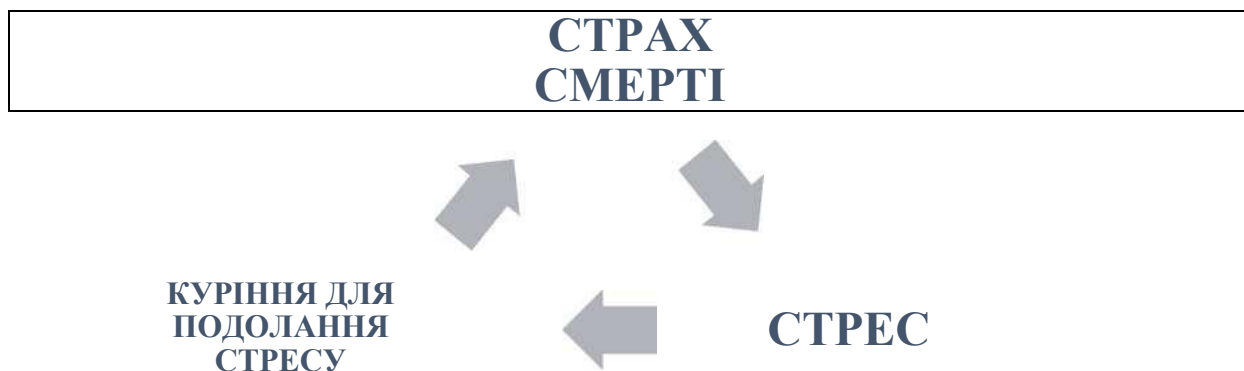 СТРАХ
СМЕРТІ
КУРІННЯ ДЛЯ
ПОДОЛАННЯ
СТРЕСУ
СТРЕС